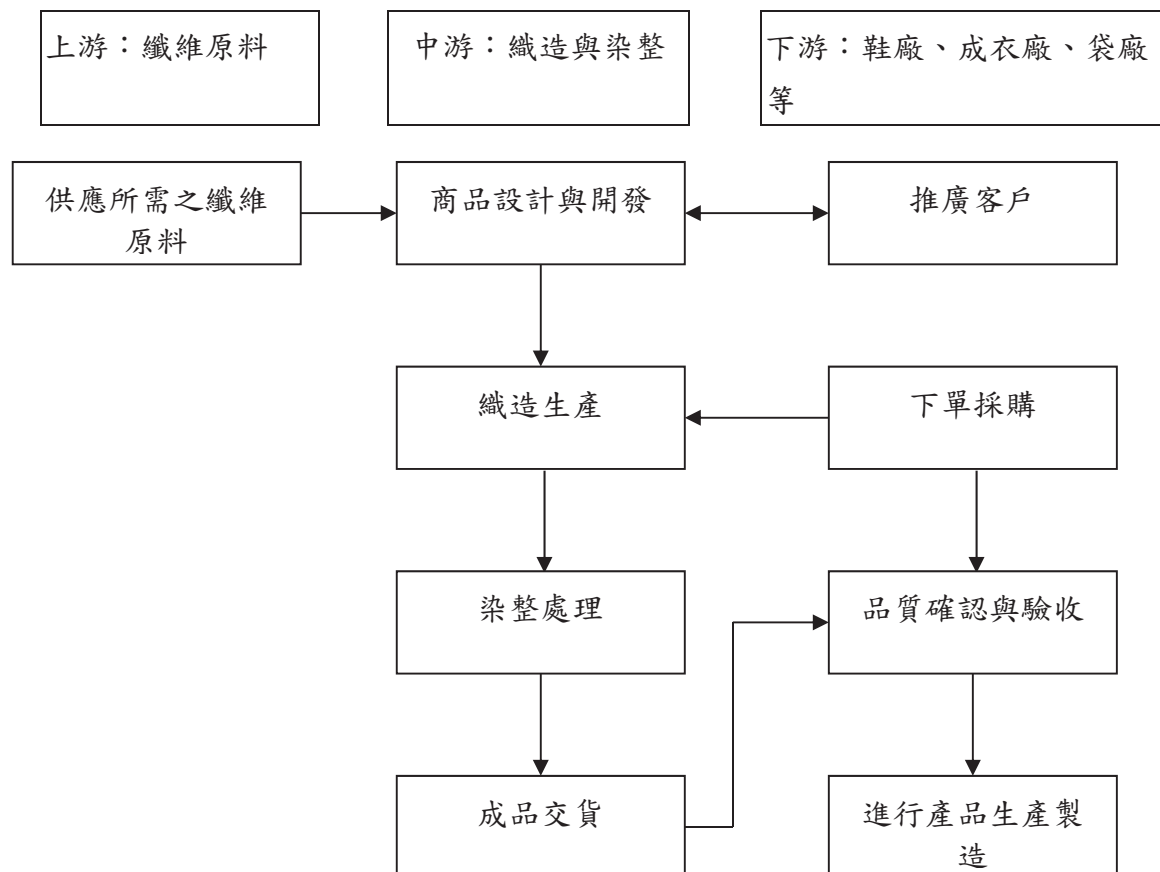 上游：纖維原料
中游：織造與染整
下游：鞋廠、成衣廠、袋廠
等
供應所需之纖維
原料
商品設計與開發
推廣客戶
織造生產
下單採購
染整處理
品質確認與驗收
成品交貨
進行產品生產製
造